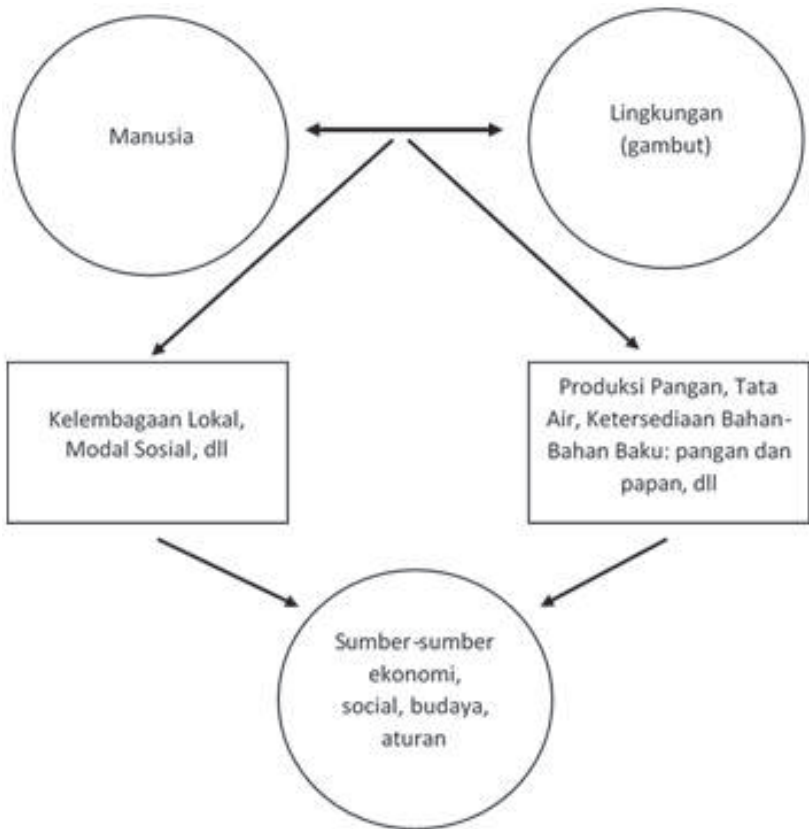 Manusia
Lingkungan
(gambut)
Kelembagaan Lokal,
Modal Sosial, dll
Produksi Pangan, Tata
Air, Ketersediaan Bahan-
Bahan Baku: pangan dan
papan, dll
Sumber-sumber
ekonomi,
social, budaya,
aturan